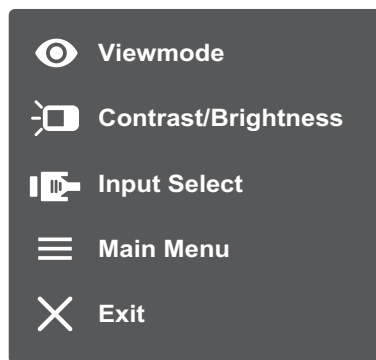 Viewmode
Contrast/Brightness
Input Select
Main Menu
Exit